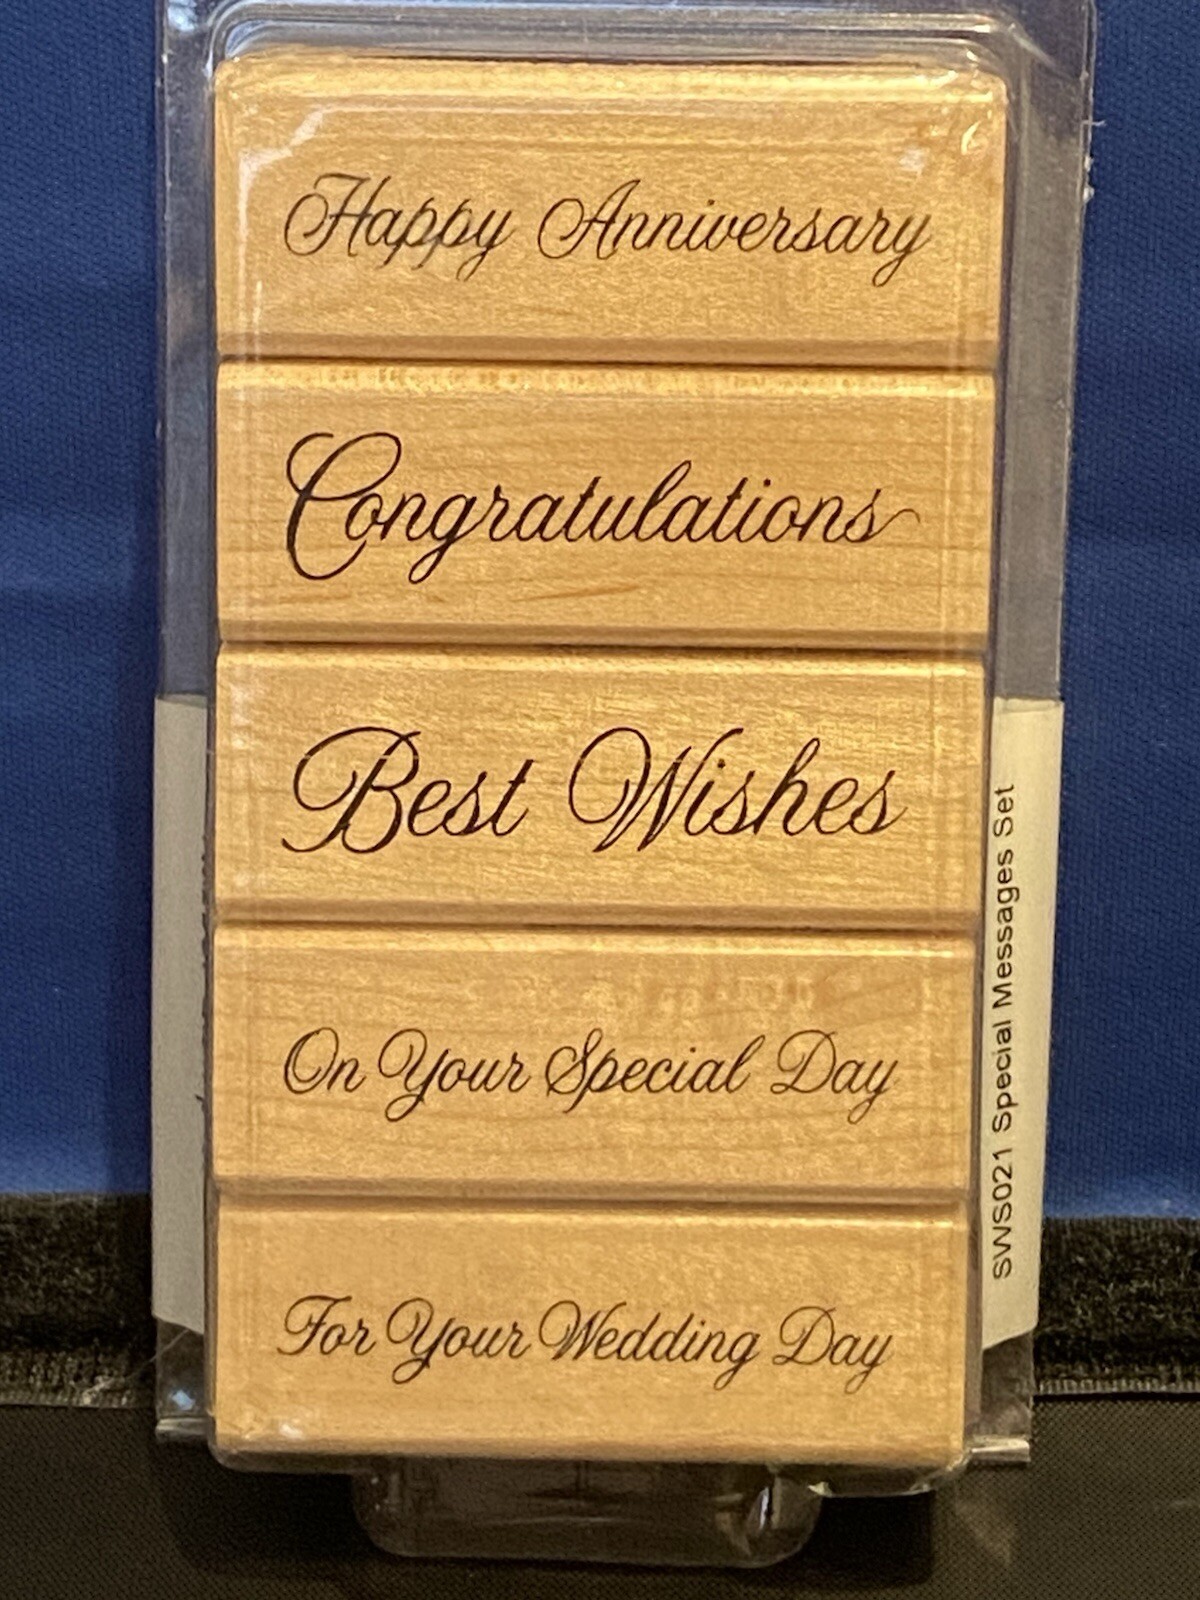 Happy Anniversary
Congratulations
Best Wishes
On Your Special Day
For Your Wedding Day
SWS021 Special Messages Set